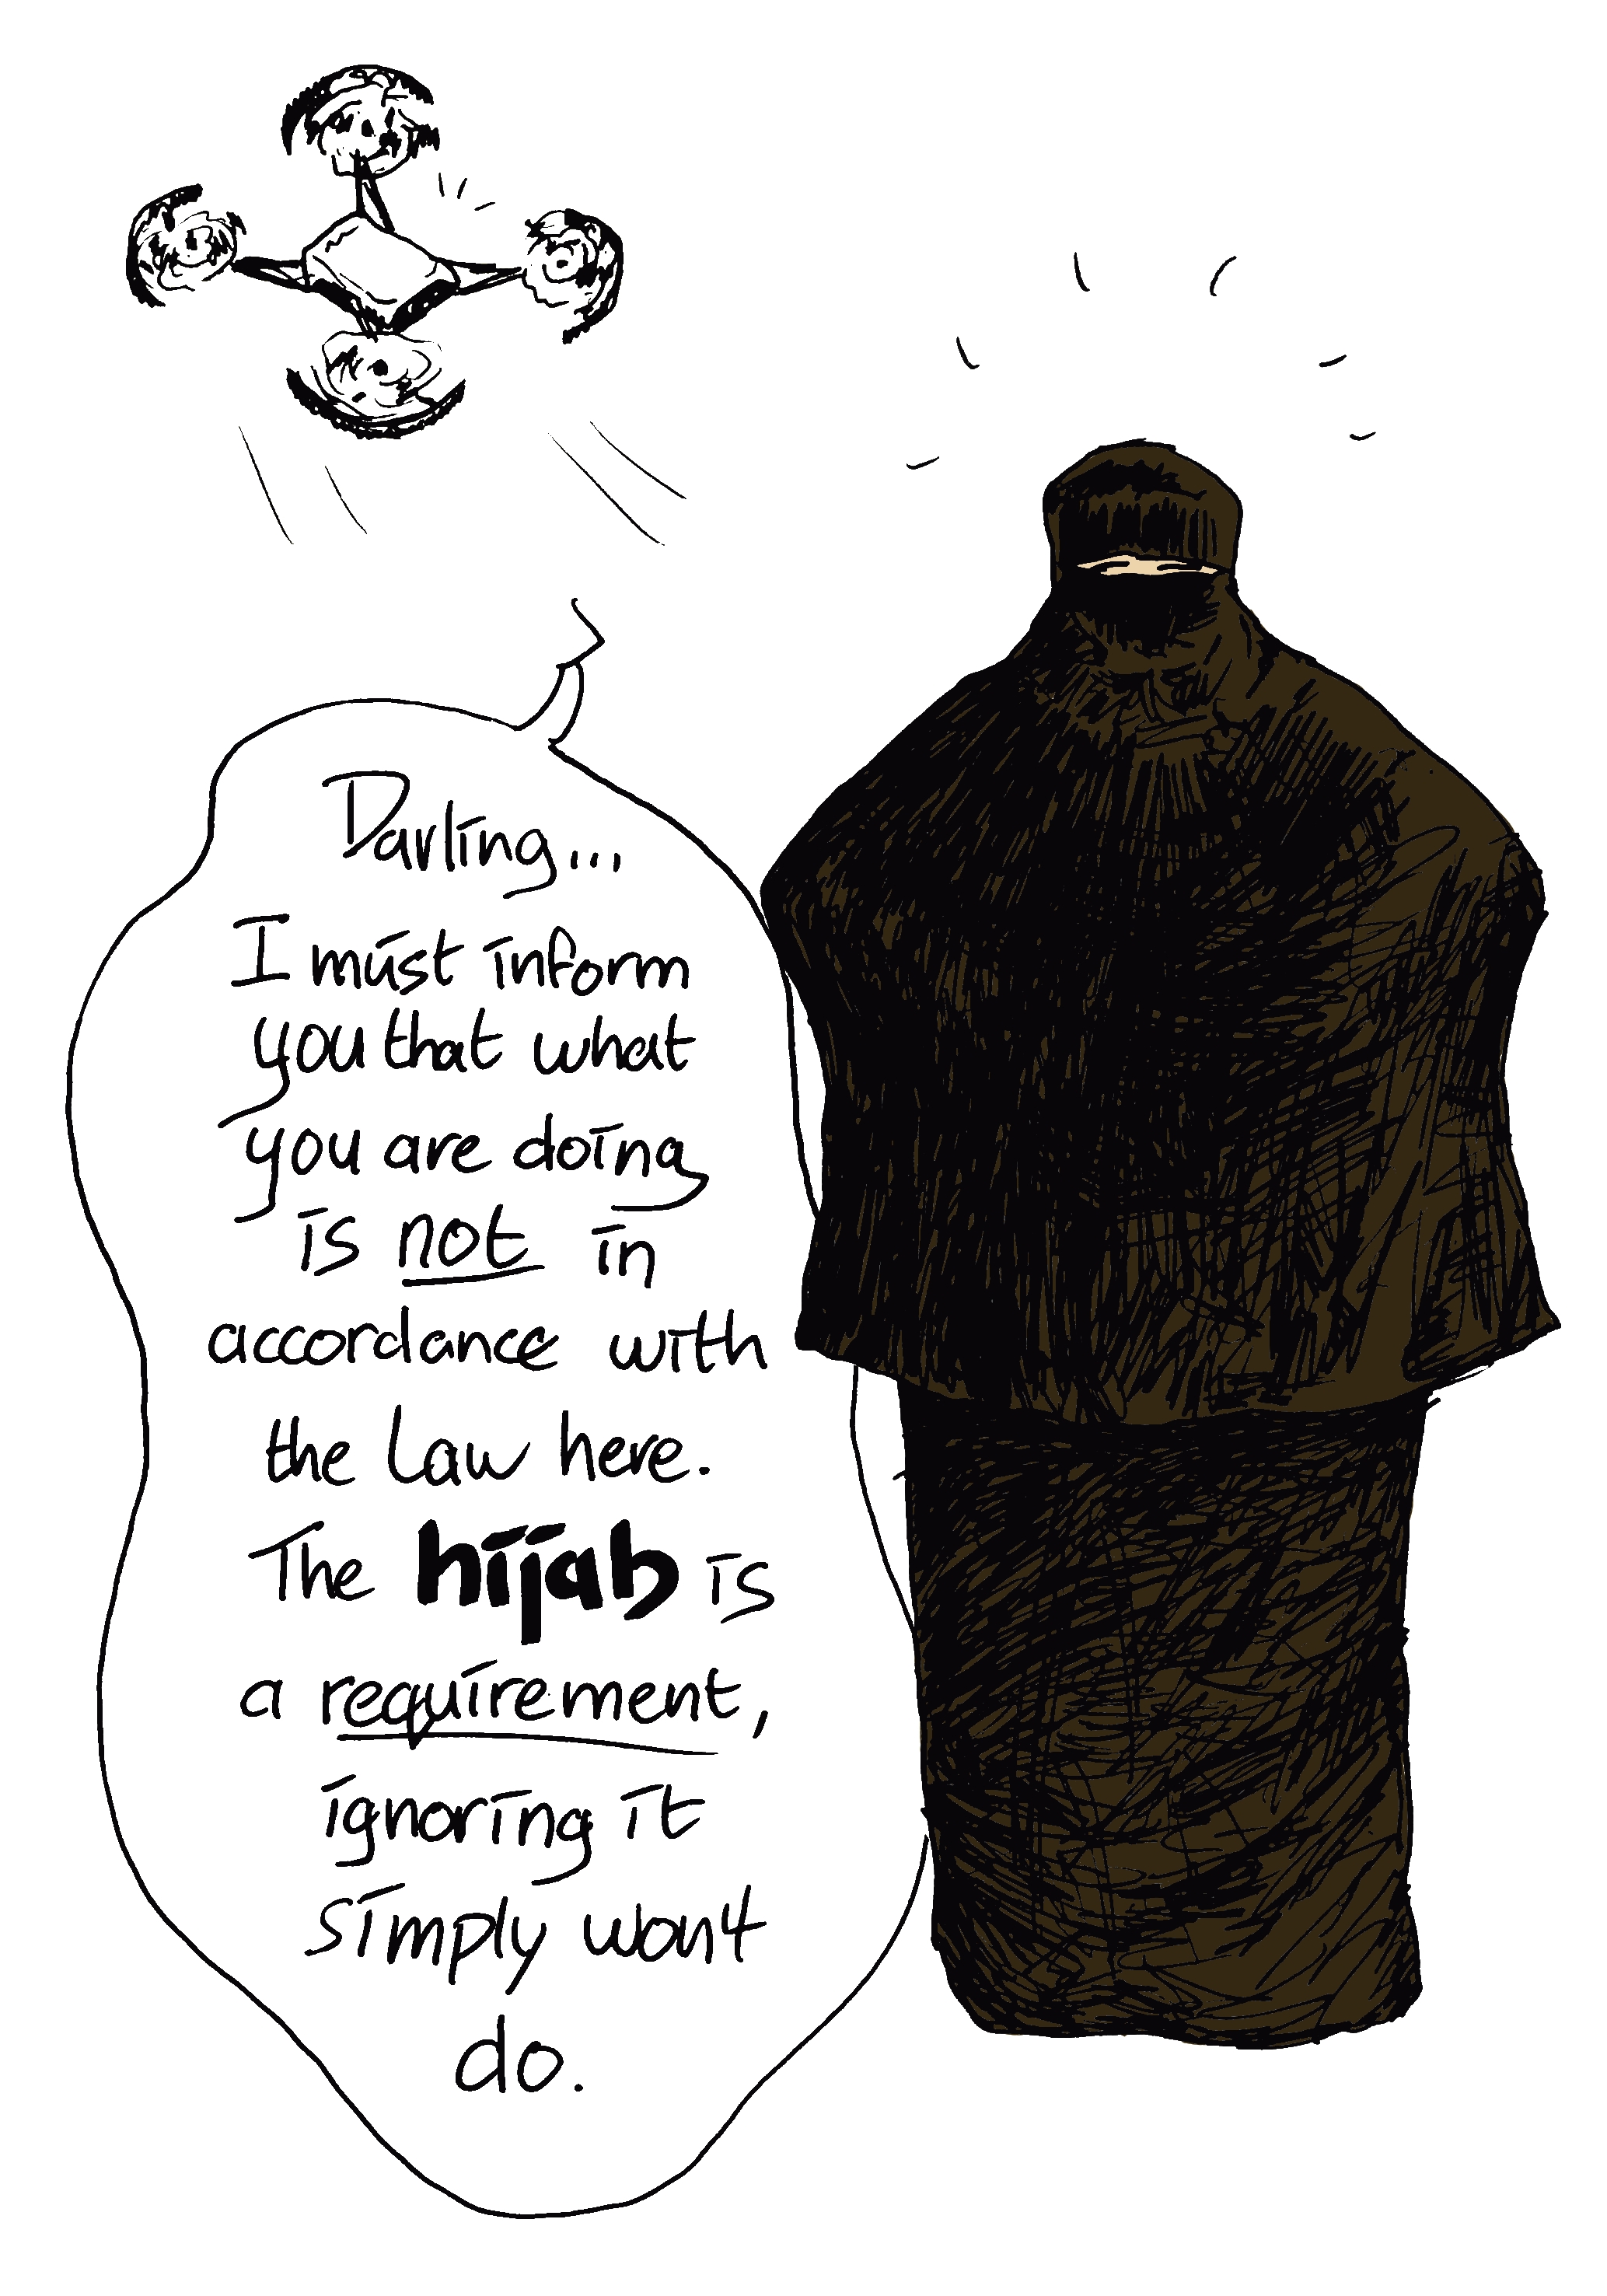 Darling...
I must inform
you that what
you are doing
is not in
accordance with
the law here.
The hijab is
a requirement,
ignoring it
simply wont
do.